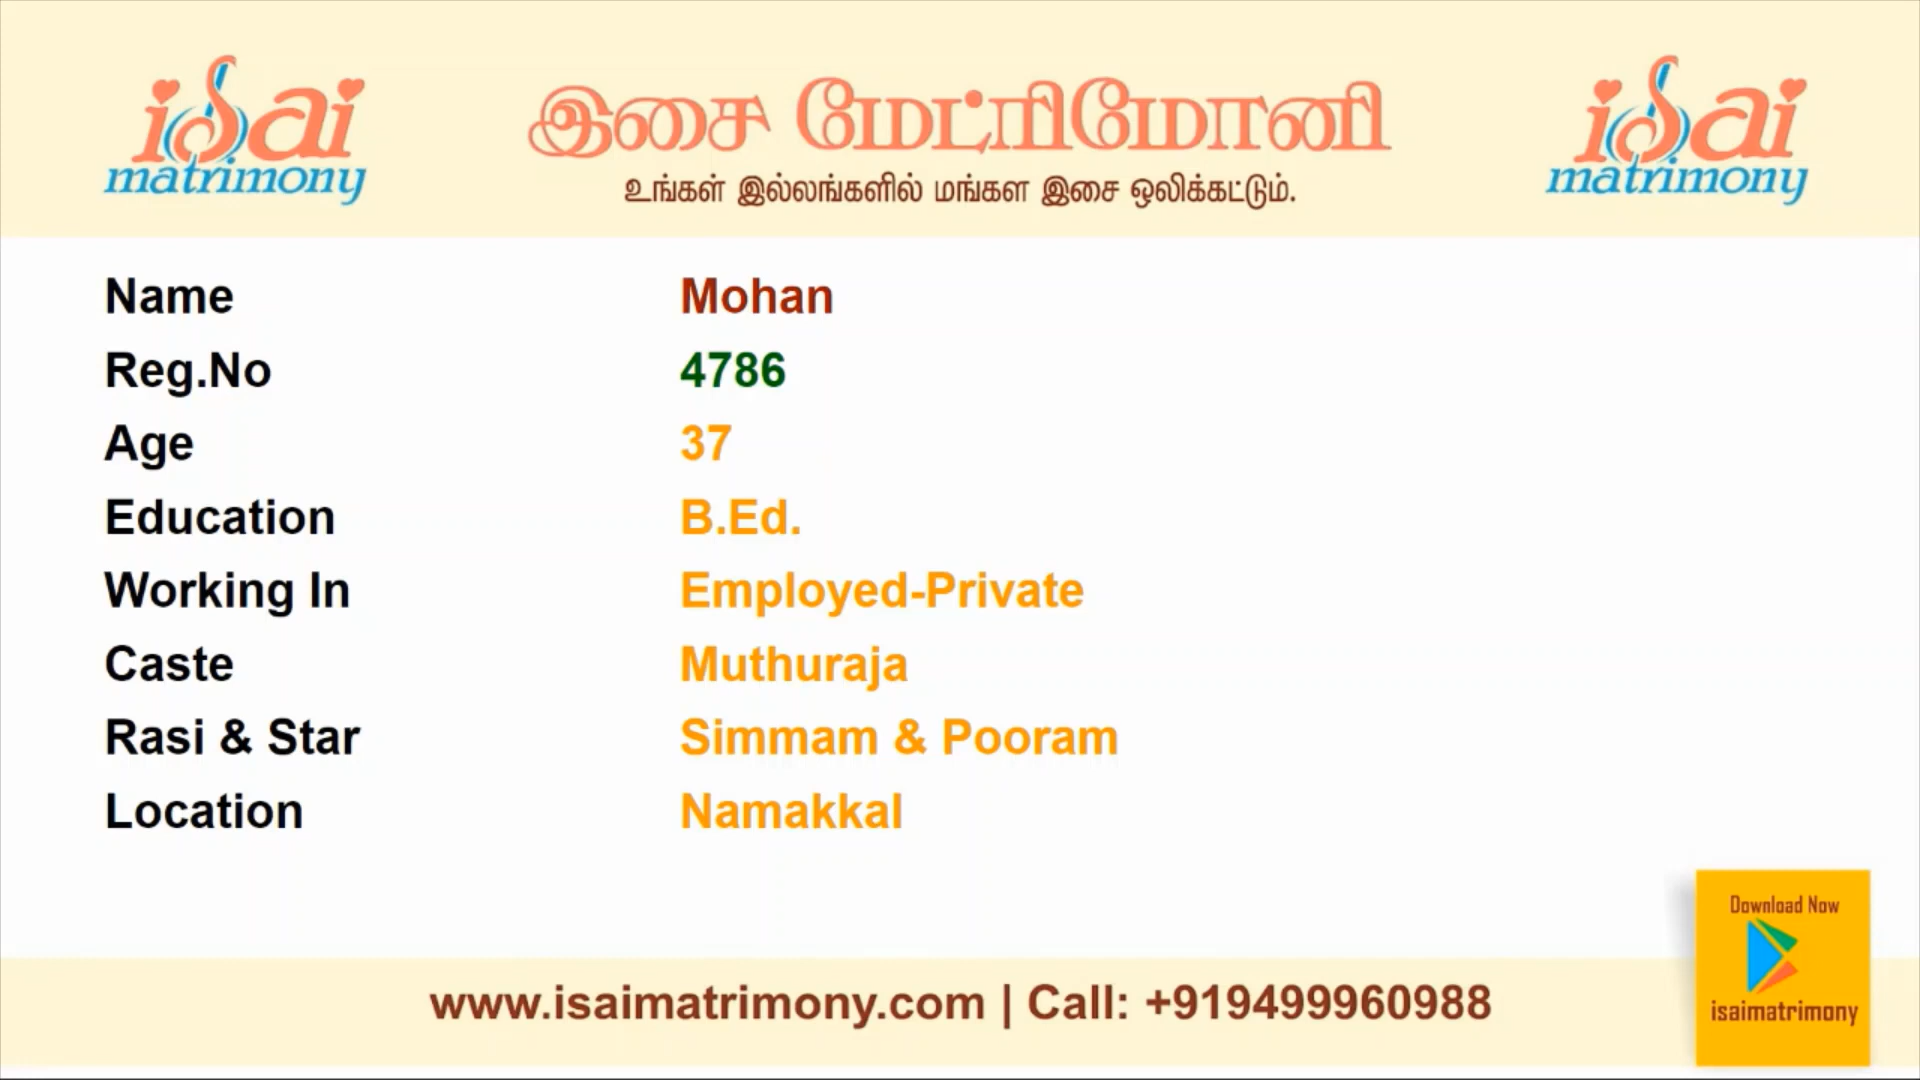 isai
matrimony
இசை மேட்ரிமோனி
உங்கள் இல்லங்களில் மங்கள இசை ஒலிக்கட்டும்.
isai
matrimony
Name Mohan
Reg.No 4786
Age 37
Education B.Ed.
Working In Employed-Private
Caste Muthuraja
Rasi & Star Simmam & Pooram
Location Namakkal
Download Now
isaimatrimony
www.isaimatrimony.com | Call: +919499960988